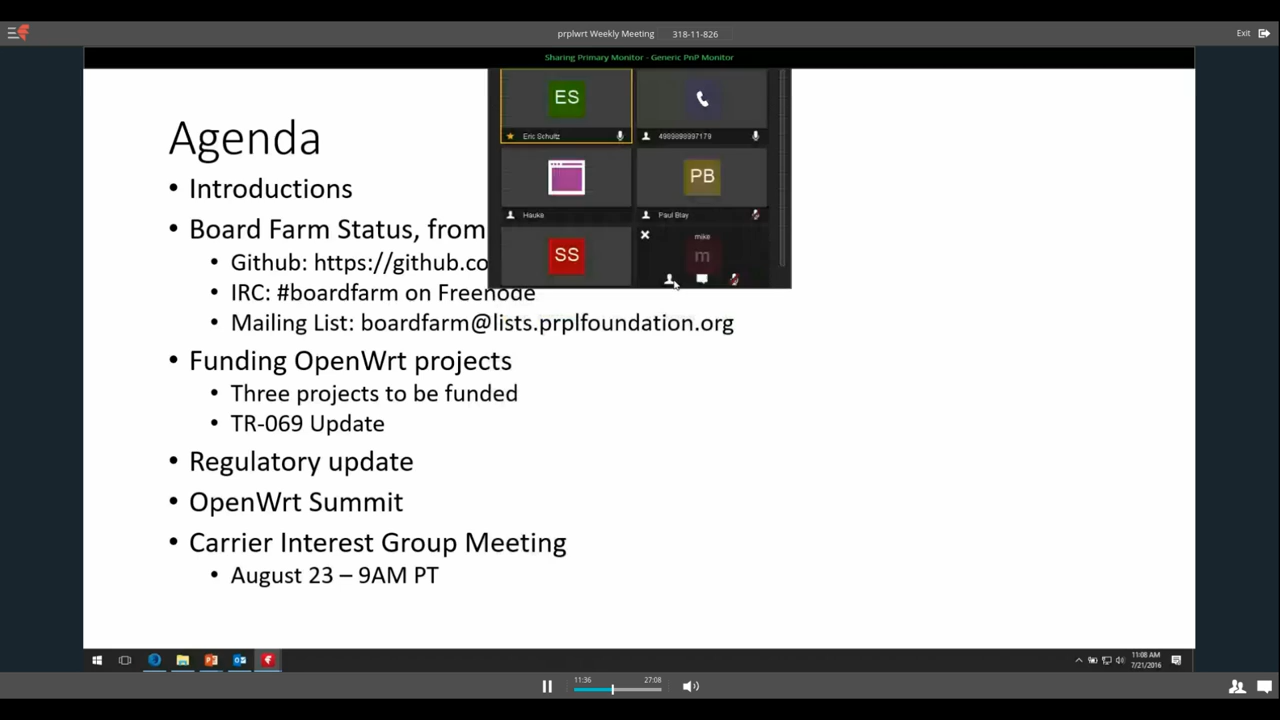 prplwrt Weekly Meeting 318-11-826
Exit
Sharing Primary Monitor - Generic PnP Monitor
Agenda
• Introductions
• Board Farm Status, from
• Github: https://github.co
• IRC: #boardfarm on Freenode
• Mailing List: boardfarm@lists.prplfoundation.org
• Funding OpenWrt projects
• Three projects to be funded
• TR-069 Update
• Regulatory update
• OpenWrt Summit
• Carrier Interest Group Meeting
• August 23 – 9AM PT
ES
Eric Schultz
4989898997179
Hauke
PB
Paul Blay
SS
mike
m
11:08 AM
7/21/2016
11:36
27:08